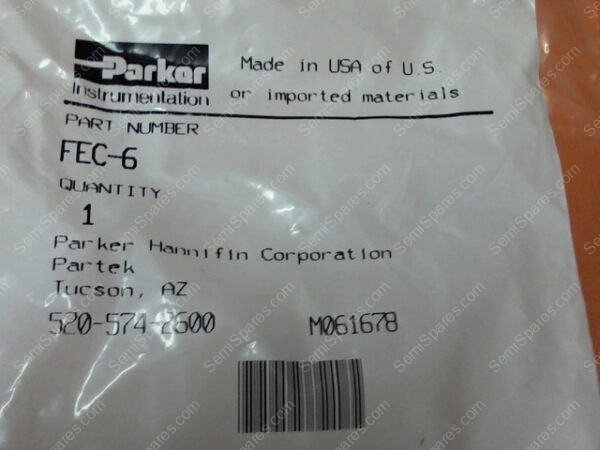 Parker
Instrumentation
Made in USA of U.S.
or imported materials
PART NUMBER
FEC-6
QUANTITY
1
Parker Hannifin Corporation
Partek
Tucson, AZ
520-574-2600
M061678
SemiSpares.com